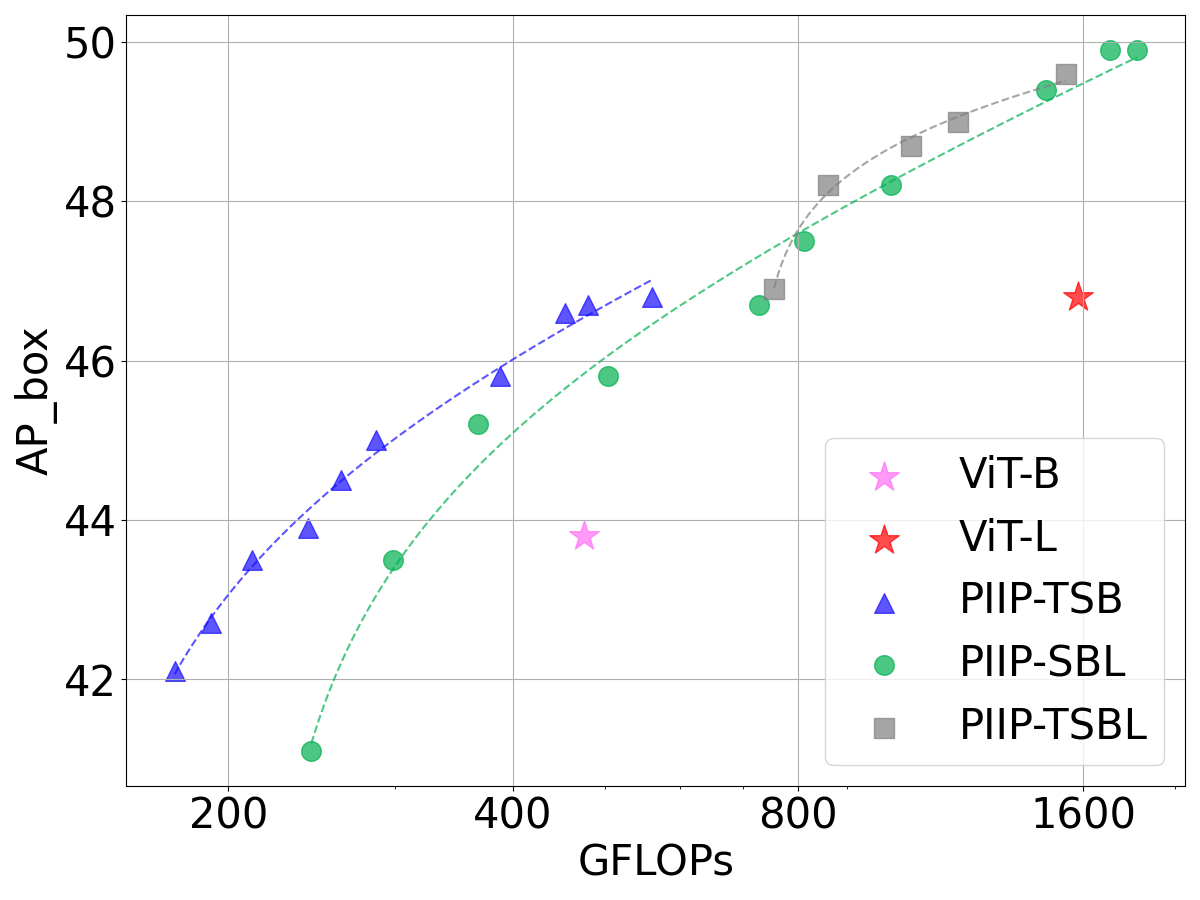 50
48
46
44
42
AP_box
200
400
800
1600
GFLOPs
ViT-B
ViT-L
PIIP-TSB
PIIP-SBL
PIIP-TSBL